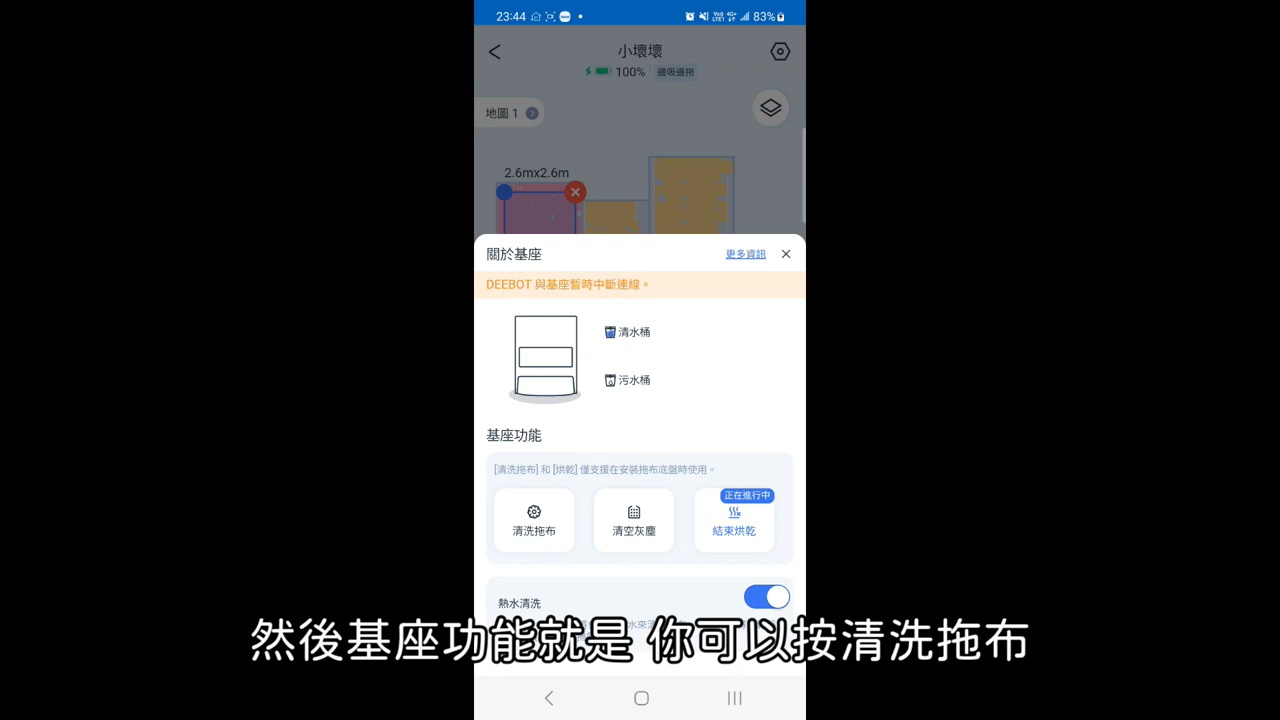 23:44
83%
小壞壞
100%
邊吸邊拖
地圖 1
2.6mx2.6m
關於基座
更多資訊
DEEBOT 與基座暫時中斷連線。
清水桶
污水桶
基座功能
[清洗拖布] 和 [烘乾] 僅支援在安裝拖布底盤時使用。
正在進行中
清洗拖布
清空灰塵
結束烘乾
熱水清洗
然後基座功能就是 你可以按清洗拖布